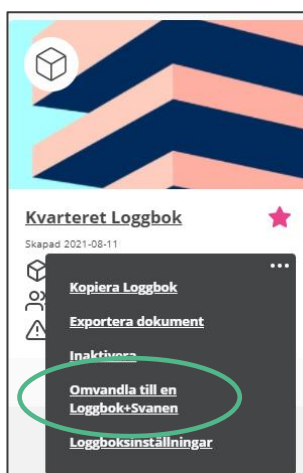 Kvarteret Loggbok
Skapad 2021-08-11
Kopiera Loggbok
Exportera dokument
Inaktivera
Omvandla till en
Loggbok+Svanen
Loggboksinställningar